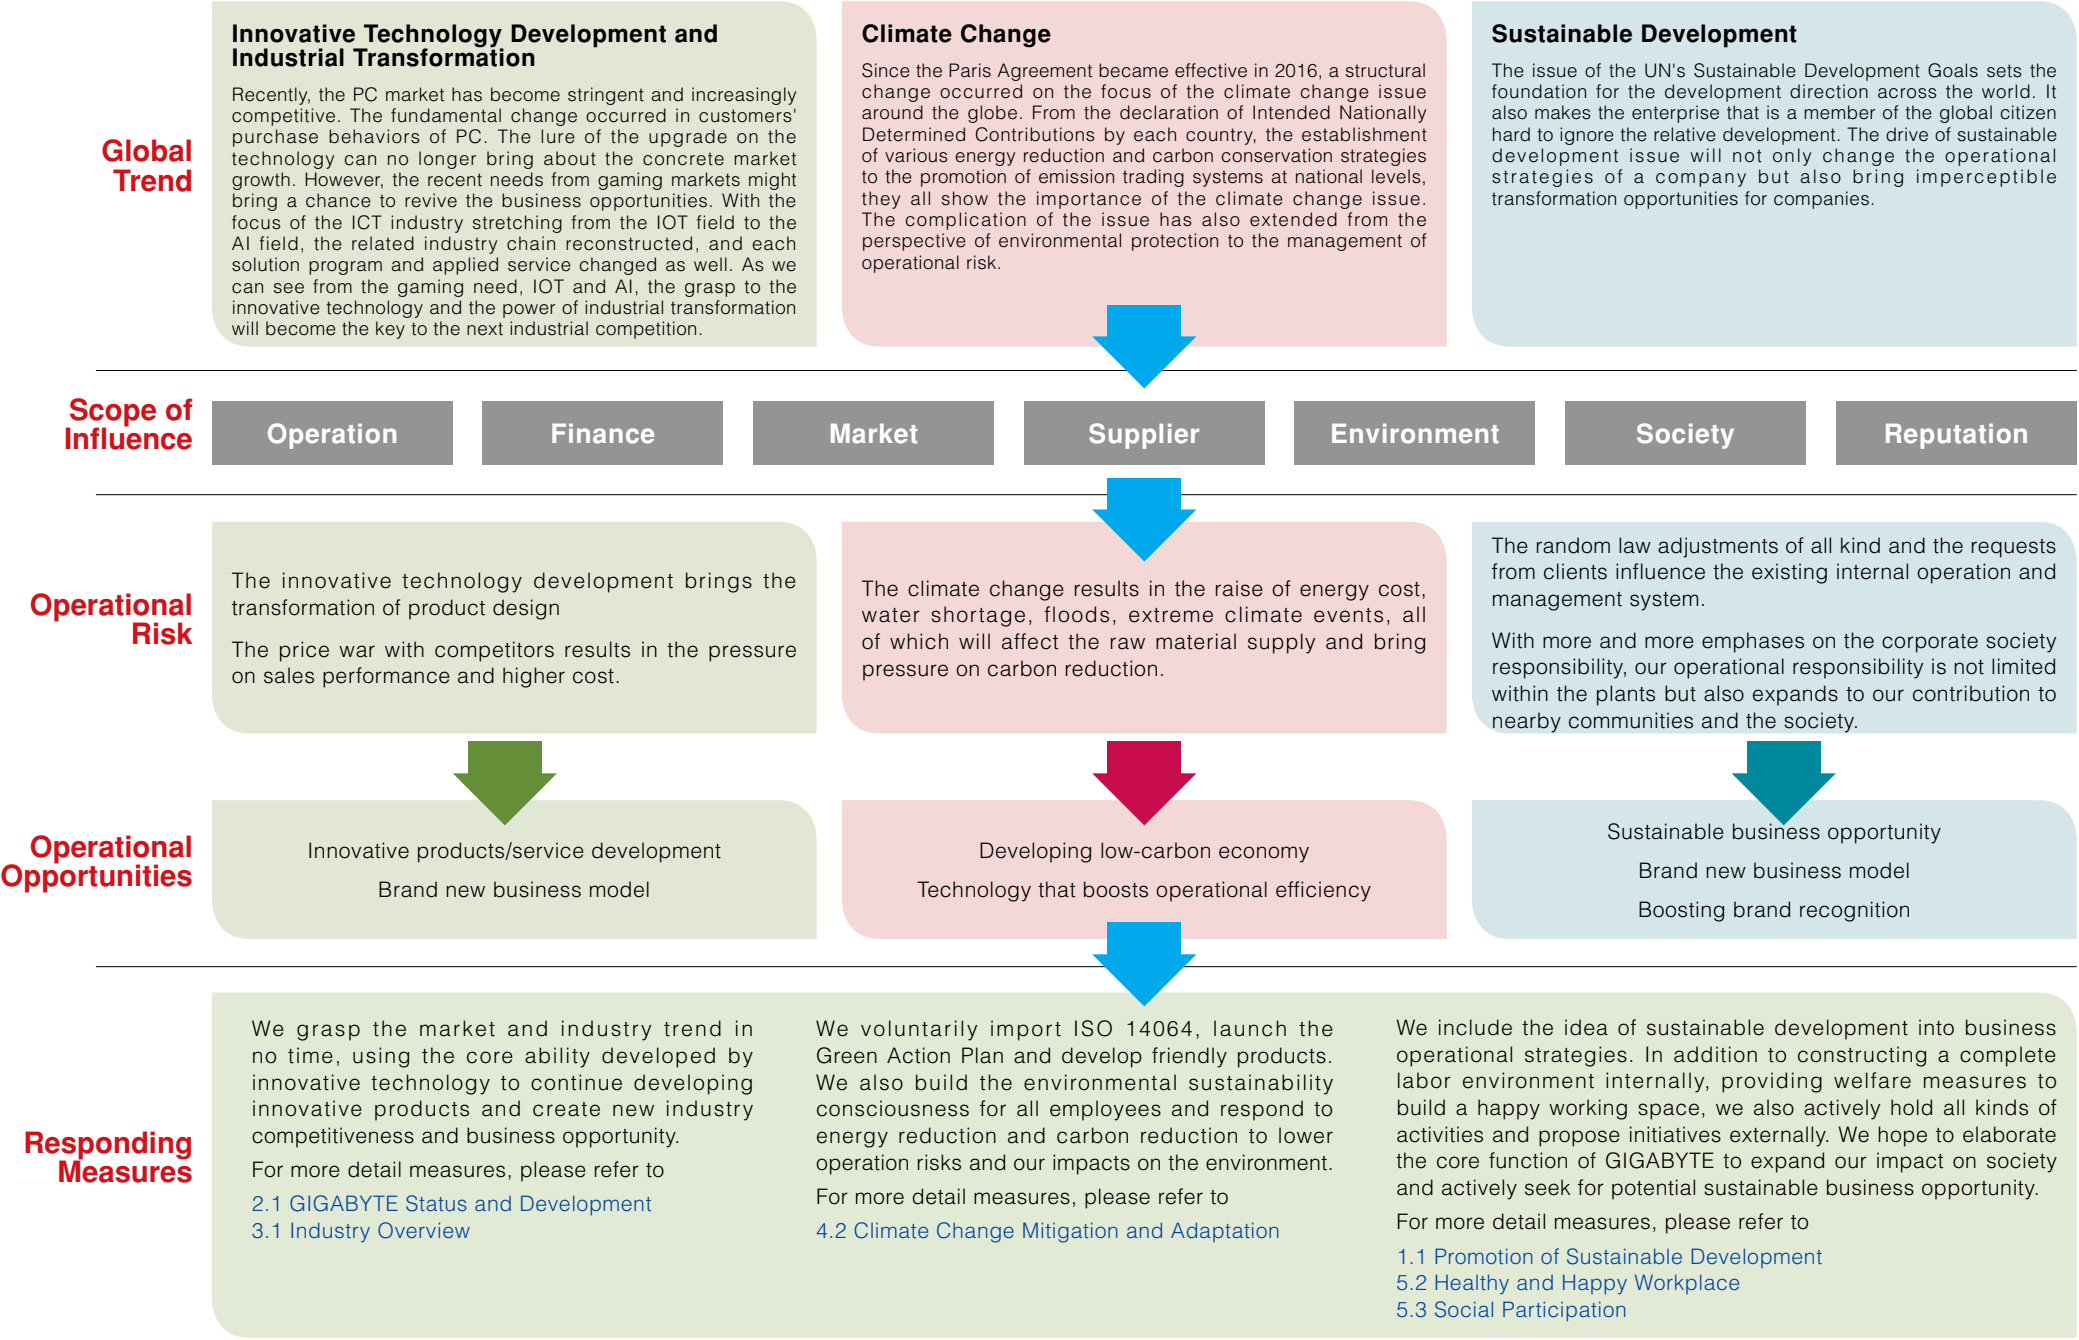 Innovative Technology Development and
Industrial Transformation
Recently, the PC market has become stringent and increasingly
competitive. The fundamental change occurred in customers'
purchase behaviors of PC. The lure of the upgrade on the
technology can no longer bring about the concrete market
growth. However, the recent needs from gaming markets might
bring a chance to revive the business opportunities. With the
focus of the ICT industry stretching from the IOT field to the
AI field, the related industry chain reconstructed, and each
solution program and applied service changed as well. As we
can see from the gaming need, IOT and AI, the grasp to the
innovative technology and the power of industrial transformation
will become the key to the next industrial competition.
Climate Change
Since the Paris Agreement became effective in 2016, a structural
change occurred on the focus of the climate change issue
around the globe. From the declaration of Intended Nationally
Determined Contributions by each country, the establishment
of various energy reduction and carbon conservation strategies
to the promotion of emission trading systems at national levels,
they all show the importance of the climate change issue.
The complication of the issue has also extended from the
perspective of environmental protection to the management of
operational risk.
Sustainable Development
The issue of the UN's Sustainable Development Goals sets the
foundation for the development direction across the world. It
also makes the enterprise that is a member of the global citizen
hard to ignore the relative development. The drive of sustainable
development issue will not only change the operational
strategies of a company but also bring imperceptible
transformation opportunities for companies.
Global
Trend
Scope of
Influence
Operation
Finance
Market
Supplier
Environment
Society
Reputation
Operational
Risk
The innovative technology development brings the
transformation of product design
The price war with competitors results in the pressure
on sales performance and higher cost.
The climate change results in the raise of energy cost,
water shortage, floods, extreme climate events, all
of which will affect the raw material supply and bring
pressure on carbon reduction.
The random law adjustments of all kind and the requests
from clients influence the existing internal operation and
management system.
With more and more emphases on the corporate society
responsibility, our operational responsibility is not limited
within the plants but also expands to our contribution to
nearby communities and the society.
Operational
Opportunities
Innovative products/service development
Brand new business model
Developing low-carbon economy
Technology that boosts operational efficiency
Sustainable business opportunity
Brand new business model
Boosting brand recognition
Responding
Measures
We grasp the market and industry trend in
no time, using the core ability developed by
innovative technology to continue developing
innovative products and create new industry
competitiveness and business opportunity.
For more detail measures, please refer to
2.1 GIGABYTE Status and Development
3.1 Industry Overview
We voluntarily import ISO 14064, launch the
Green Action Plan and develop friendly products.
We also build the environmental sustainability
consciousness for all employees and respond to
energy reduction and carbon reduction to lower
operation risks and our impacts on the environment.
For more detail measures, please refer to
4.2 Climate Change Mitigation and Adaptation
We include the idea of sustainable development into business
operational strategies. In addition to constructing a complete
labor environment internally, providing welfare measures to
build a happy working space, we also actively hold all kinds of
activities and propose initiatives externally. We hope to elaborate
the core function of GIGABYTE to expand our impact on society
and actively seek for potential sustainable business opportunity.
For more detail measures, please refer to
1.1 Promotion of Sustainable Development
5.2 Healthy and Happy Workplace
5.3 Social Participation